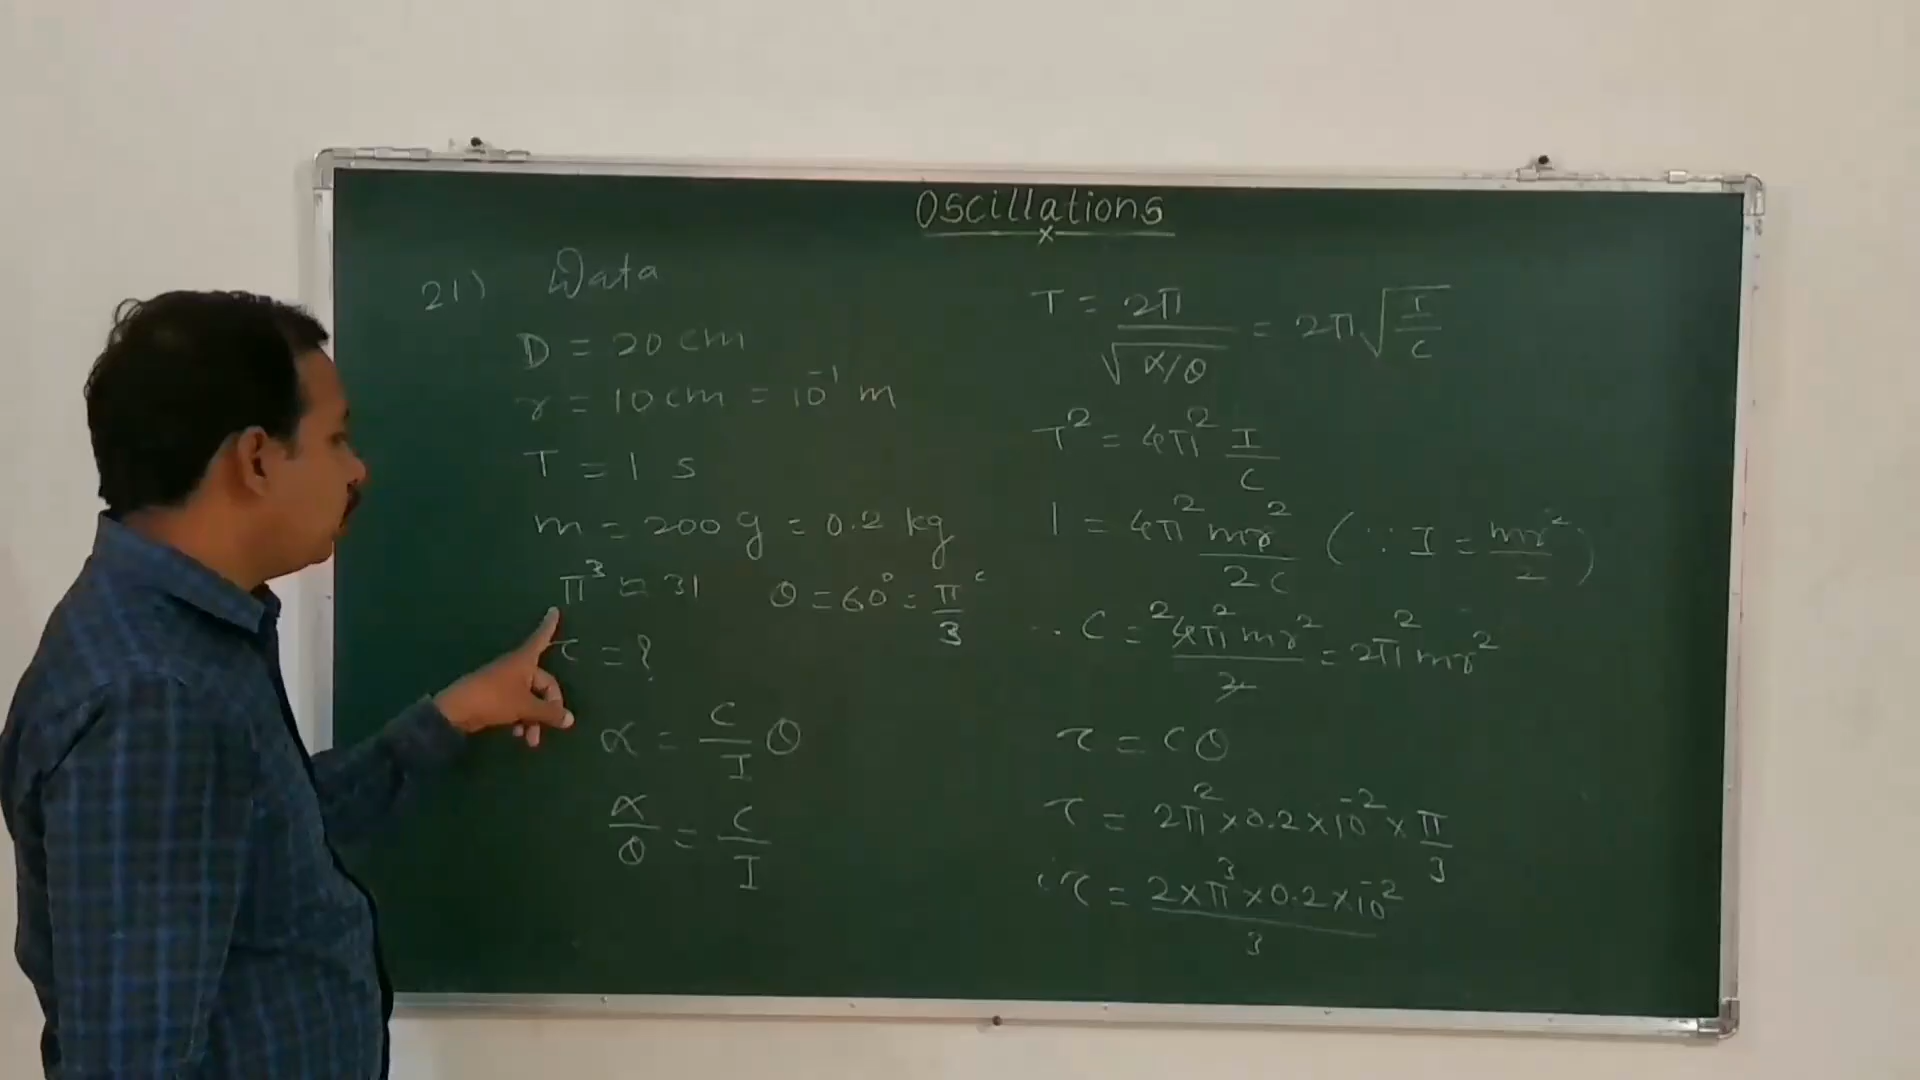 Oscillations
21) Data
D = 20 cm
r = 10 cm = 10⁻¹ m
T = 1 s
m = 200 g = 0.2 kg
π³ ≈ 31 θ = 60° = π/3 ᶜ
τ = ?
α = C/I θ
α/θ = C/I
T = 2π/√(α/θ) = 2π√(I/C)
T² = 4π² I/C
1 = 4π² mr²/2C (∵ I = mr²/2)
∴ C = ²4π²mr²/2 = 2π²mr²
τ = Cθ
τ = 2π² × 0.2 × 10⁻² × π/3
∴ τ = 2 × π³ × 0.2 × 10⁻²/3